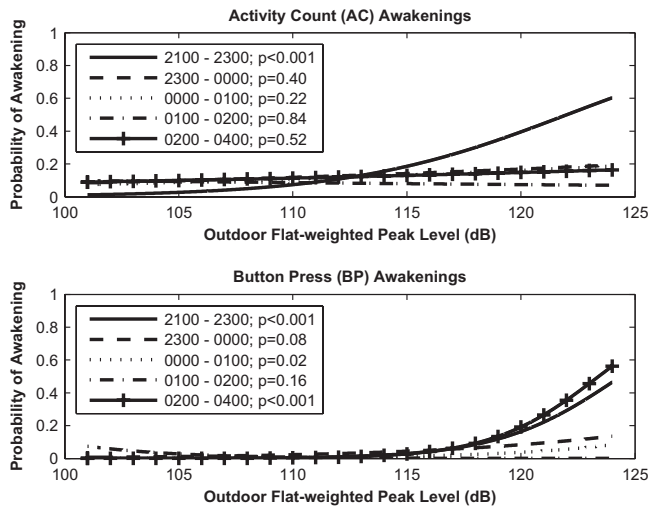 Activity Count (AC) Awakenings
Probability of Awakening
1
0.8
0.6
0.4
0.2
0
2100 - 2300; p<0.001
2300 - 0000; p=0.40
0000 - 0100; p=0.22
0100 - 0200; p=0.84
0200 - 0400; p=0.52
100 105 110 115 120 125
Outdoor Flat-weighted Peak Level (dB)
Button Press (BP) Awakenings
Probability of Awakening
1
0.8
0.6
0.4
0.2
0
2100 - 2300; p<0.001
2300 - 0000; p=0.08
0000 - 0100; p=0.02
0100 - 0200; p=0.16
0200 - 0400; p<0.001
100 105 110 115 120 125
Outdoor Flat-weighted Peak Level (dB)